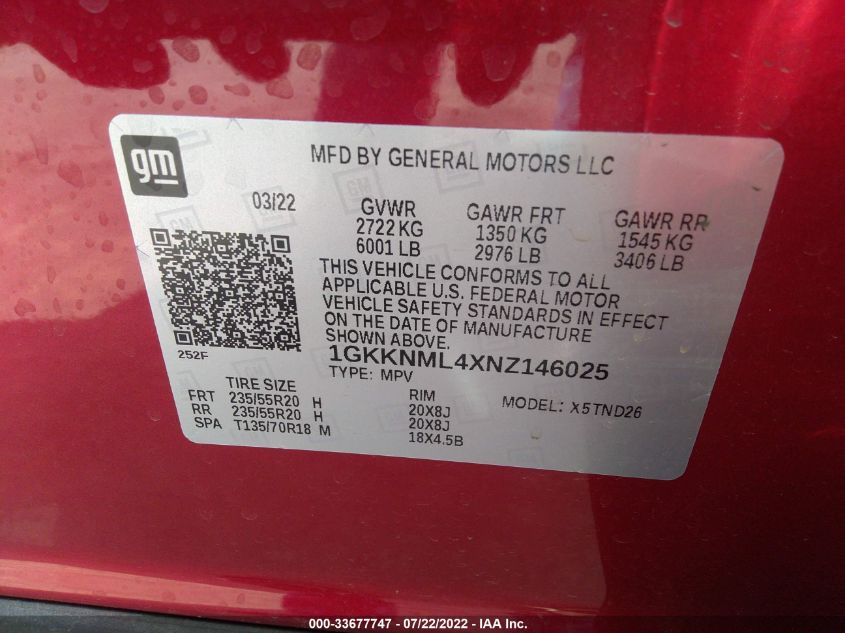 gm
MFD BY GENERAL MOTORS LLC
03/22
GVWR GAWR FRT GAWR RR
2722 KG 1350 KG 1545 KG
6001 LB 2976 LB 3406 LB
THIS VEHICLE CONFORMS TO ALL
APPLICABLE U.S. FEDERAL MOTOR
VEHICLE SAFETY STANDARDS IN EFFECT
ON THE DATE OF MANUFACTURE
SHOWN ABOVE.
252F
1GKKNML4XNZ146025
TYPE: MPV
TIRE SIZE RIM MODEL: X5TND26
FRT 235/55R20 H 20X8J
RR 235/55R20 H 20X8J
SPA T135/70R18 M 18X4.5B
000-33677747 / 07/22/2022 - IAA Inc.